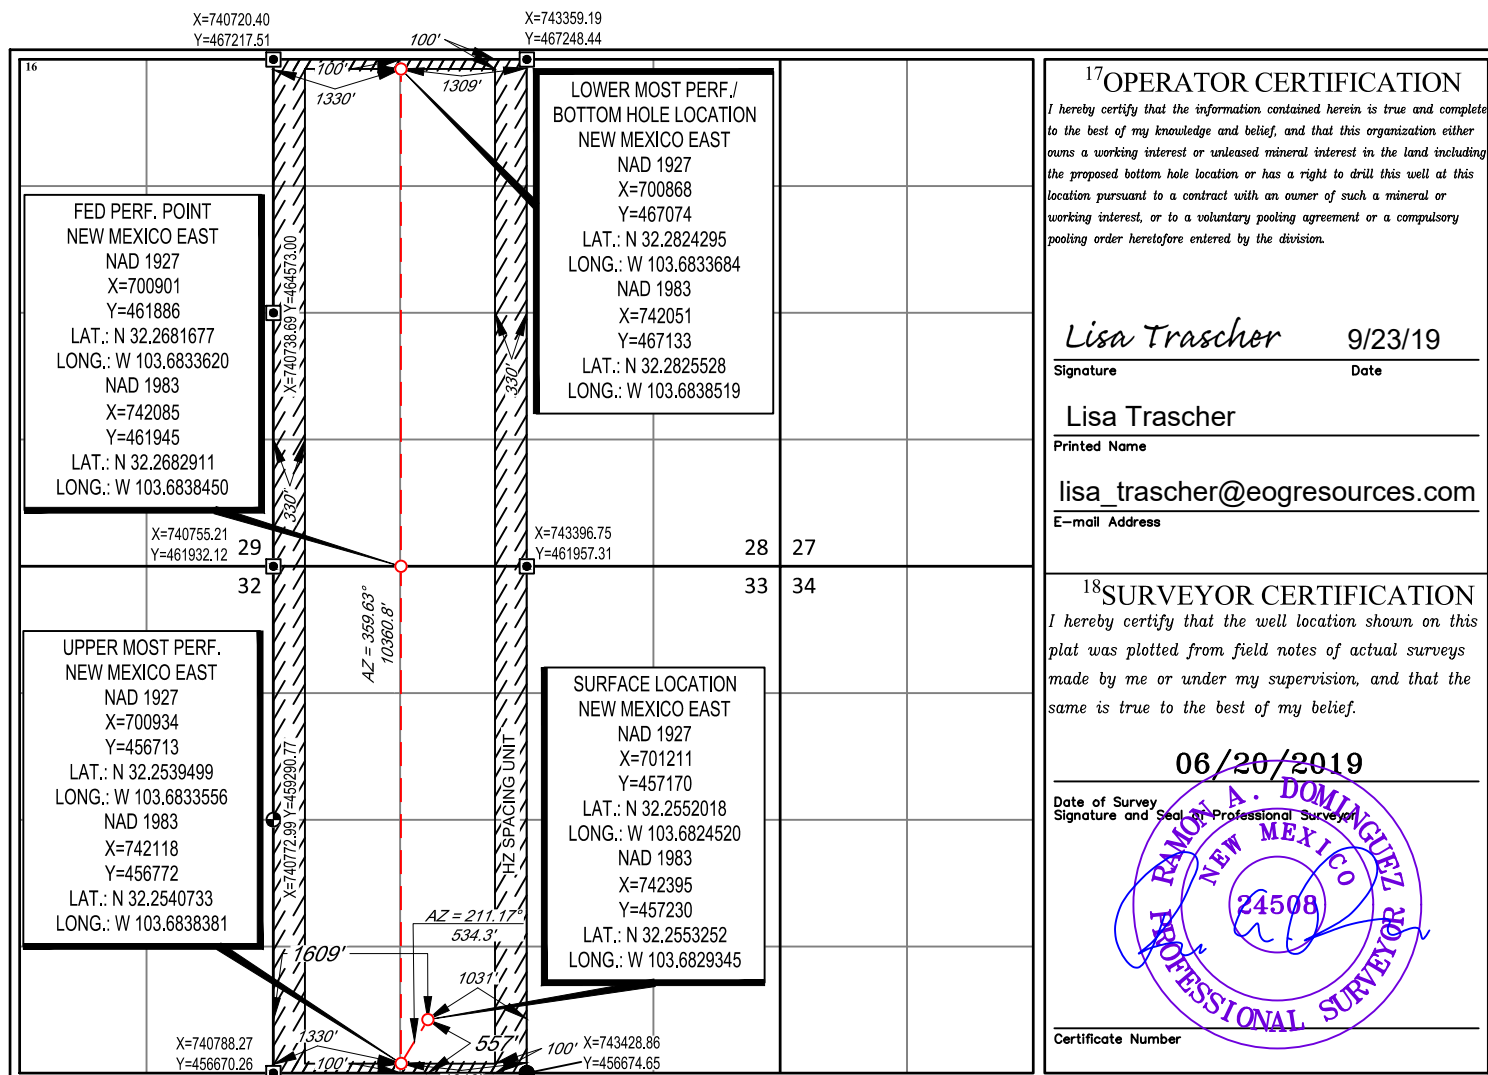 X=740720.40
Y=467217.51
X=743359.19
Y=467248.44
16
100'
100'
1330'
1309'
LOWER MOST PERF./
BOTTOM HOLE LOCATION
NEW MEXICO EAST
NAD 1927
X=700868
Y=467074
LAT.: N 32.2824295
LONG.: W 103.6833684
NAD 1983
X=742051
Y=467133
LAT.: N 32.2825528
LONG.: W 103.6838519
FED PERF. POINT
NEW MEXICO EAST
NAD 1927
X=700901
Y=461886
LAT.: N 32.2681677
LONG.: W 103.6833620
NAD 1983
X=742085
Y=461945
LAT.: N 32.2682911
LONG.: W 103.6838450
X=740738.69 Y=464573.00
330'
330'
X=740755.21
Y=461932.12
29
X=743396.75
Y=461957.31
28
27
32
33
34
AZ = 359.63°
10360.8'
UPPER MOST PERF.
NEW MEXICO EAST
NAD 1927
X=700934
Y=456713
LAT.: N 32.2539499
LONG.: W 103.6833556
NAD 1983
X=742118
Y=456772
LAT.: N 32.2540733
LONG.: W 103.6838381
X=740772.99 Y=459290.77
HZ SPACING UNIT
SURFACE LOCATION
NEW MEXICO EAST
NAD 1927
X=701211
Y=457170
LAT.: N 32.2552018
LONG.: W 103.6824520
NAD 1983
X=742395
Y=457230
LAT.: N 32.2553252
LONG.: W 103.6829345
AZ = 211.17°
534.3'
1609'
1031'
557'
1330'
100'
100'
X=740788.27
Y=456670.26
X=743428.86
Y=456674.65
17 OPERATOR CERTIFICATION
I hereby certify that the information contained herein is true and complete
to the best of my knowledge and belief, and that this organization either
owns a working interest or unleased mineral interest in the land including
the proposed bottom hole location or has a right to drill this well at this
location pursuant to a contract with an owner of such a mineral or
working interest, or to a voluntary pooling agreement or a compulsory
pooling order heretofore entered by the division.
Lisa Trascher 9/23/19
Signature Date
Lisa Trascher
Printed Name
lisa_trascher@eogresources.com
E-mail Address
18 SURVEYOR CERTIFICATION
I hereby certify that the well location shown on this
plat was plotted from field notes of actual surveys
made by me or under my supervision, and that the
same is true to the best of my belief.
06/20/2019
Date of Survey
Signature and Seal of Professional Surveyor
RAMON A. DOMINGUEZ
NEW MEXICO
24508
PROFESSIONAL SURVEYOR
Certificate Number